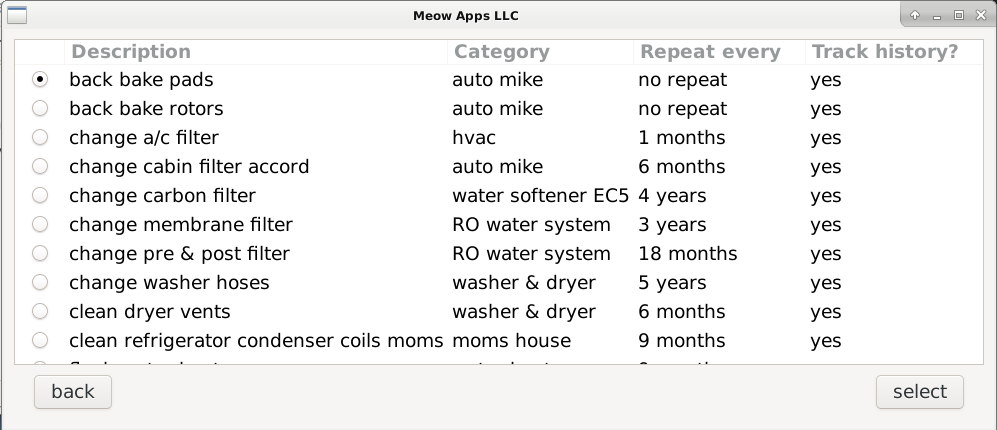 Meow Apps LLC
Description Category Repeat every Track history?
back bake pads auto mike no repeat yes
back bake rotors auto mike no repeat yes
change a/c filter hvac 1 months yes
change cabin filter accord auto mike 6 months yes
change carbon filter water softener EC5 4 years yes
change membrane filter RO water system 3 years yes
change pre & post filter RO water system 18 months yes
change washer hoses washer & dryer 5 years yes
clean dryer vents washer & dryer 6 months yes
clean refrigerator condenser coils moms moms house 9 months yes
back select